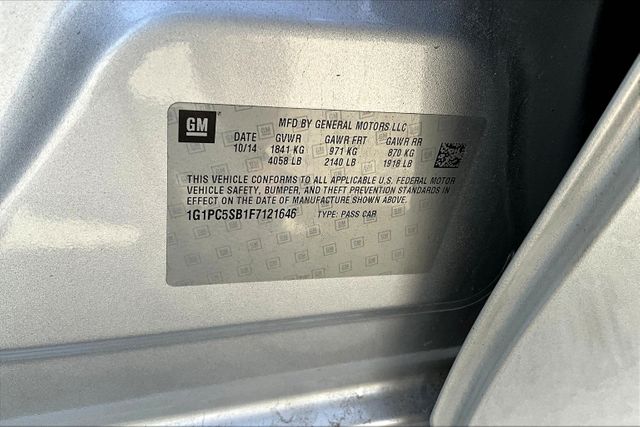 GM
MFD BY GENERAL MOTORS LLC
DATE GVWR GAWR FRT GAWR RR
10/14 1841 KG 971 KG 870 KG
4058 LB 2140 LB 1918 LB
THIS VEHICLE CONFORMS TO ALL APPLICABLE U.S. FEDERAL MOTOR
VEHICLE SAFETY, BUMPER, AND THEFT PREVENTION STANDARDS IN
EFFECT ON THE DATE OF MANUFACTURE SHOWN ABOVE.
1G1PC5SB1F7121646 TYPE: PASS CAR